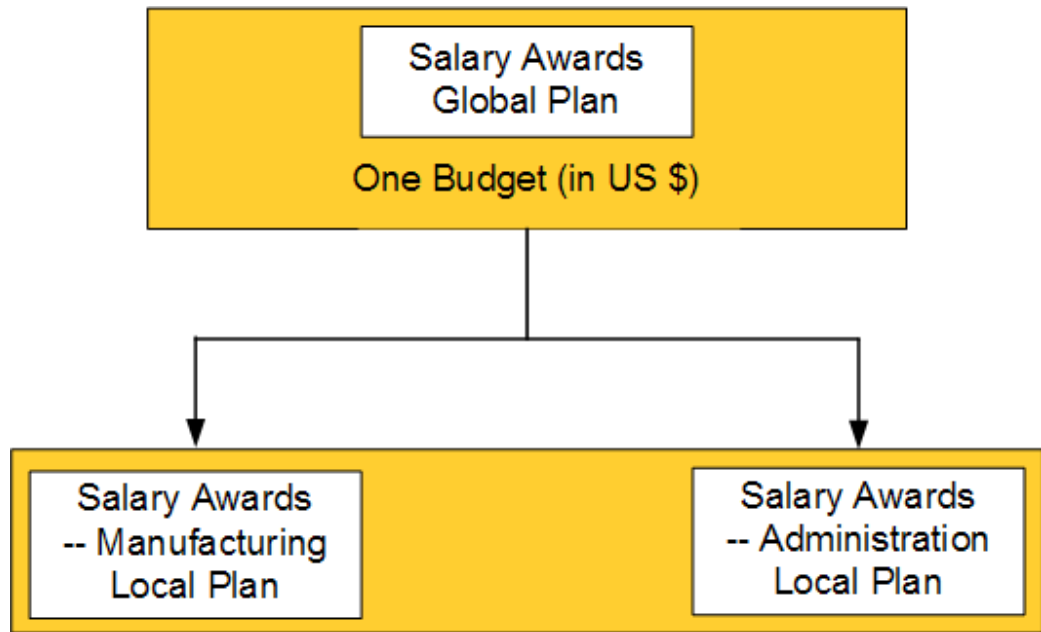 Salary Awards
Global Plan
One Budget (in US $)
Salary Awards
-- Manufacturing
Local Plan
Salary Awards
-- Administration
Local Plan